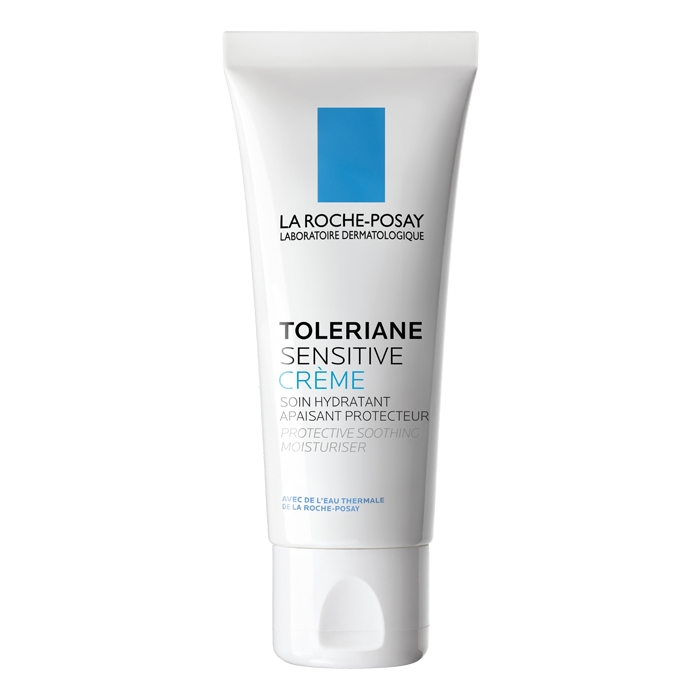 LA ROCHE-POSAY
LABORATOIRE DERMATOLOGIQUE
TOLERIANE
SENSITIVE
CRÈME
SOIN HYDRATANT
APAISANT PROTECTEUR
PROTECTIVE SOOTHING
MOISTURISER
AVEC DE L'EAU THERMALE
DE LA ROCHE-POSAY